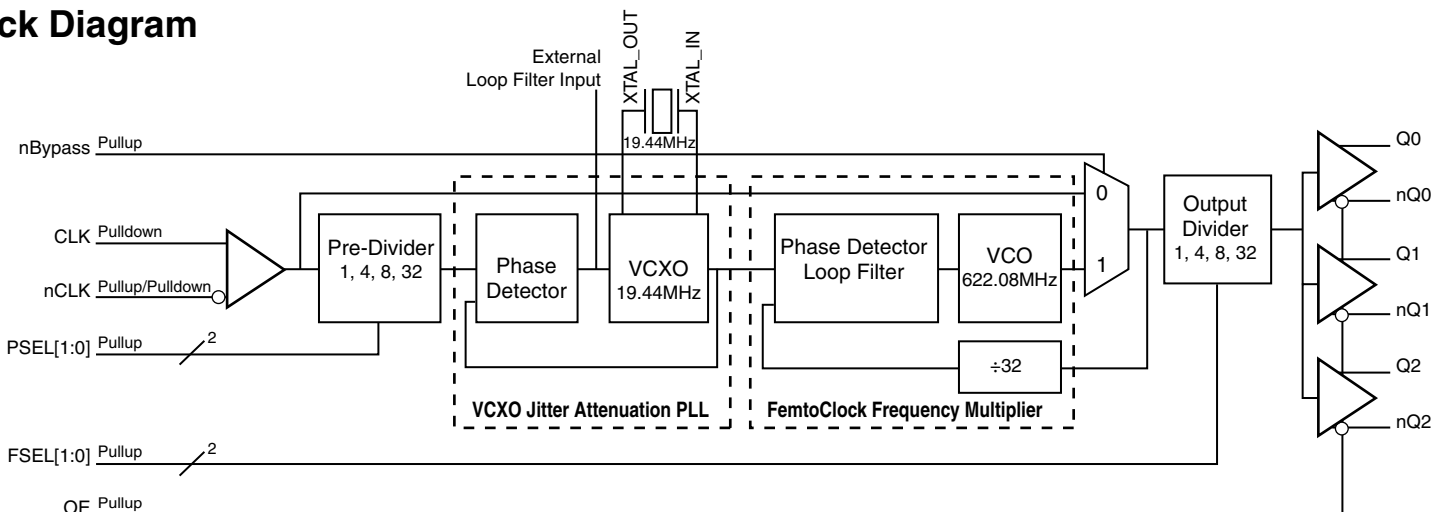 ck Diagram
External
Loop Filter Input
XTAL_OUT
XTAL_IN
19.44MHz
nBypass Pullup
CLK Pulldown
nCLK Pullup/Pulldown
PSEL[1:0] Pullup
2
Pre-Divider
1, 4, 8, 32
Phase
Detector
VCXO
19.44MHz
VCXO Jitter Attenuation PLL
Phase Detector
Loop Filter
VCO
622.08MHz
÷32
FemtoClock Frequency Multiplier
0
1
Output
Divider
1, 4, 8, 32
Q0
nQ0
Q1
nQ1
Q2
nQ2
FSEL[1:0] Pullup
2
OE Pullup